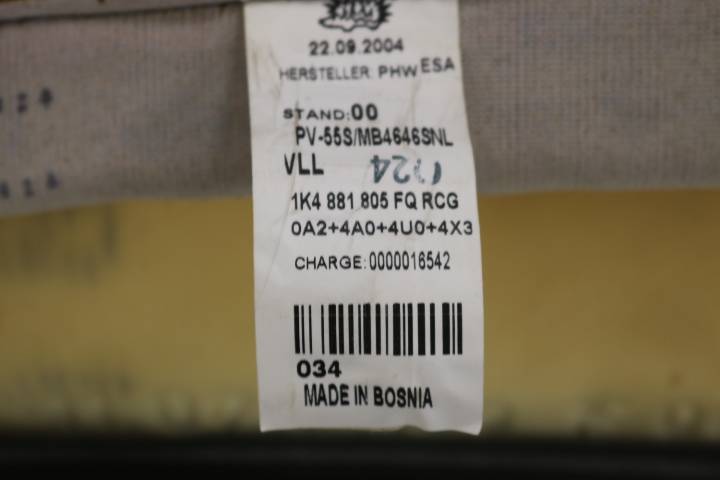 22.09.2004
HERSTELLER: PHW ESA
STAND:00
PV-55S/MB4646SNL
VLL 024
1K4 881 805 FQ RCG
0A2+4A0+4U0+4X3
CHARGE:0000016542
034
MADE IN BOSNIA